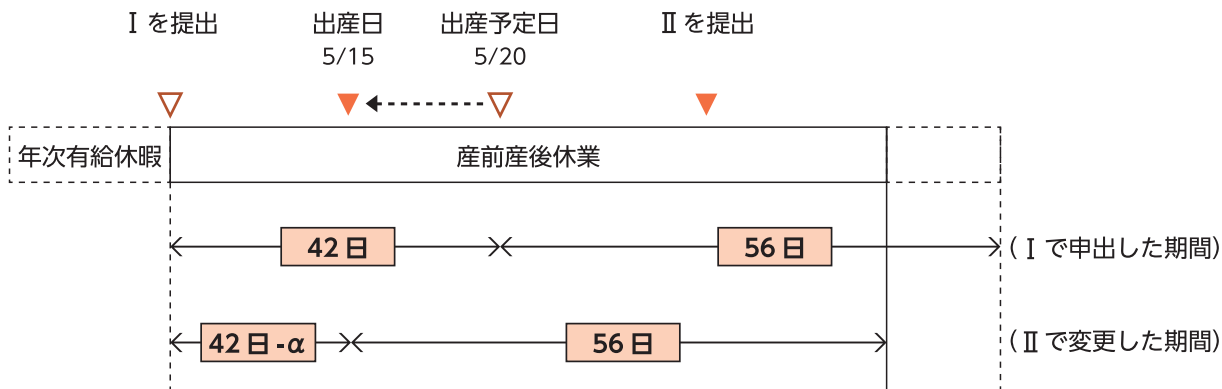 Ⅰを提出
出産日
5/15
出産予定日
5/20
Ⅱを提出
年次有給休暇
産前産後休業
42日
56日
(Ⅰで申出した期間)
42日-α
56日
(Ⅱで変更した期間)